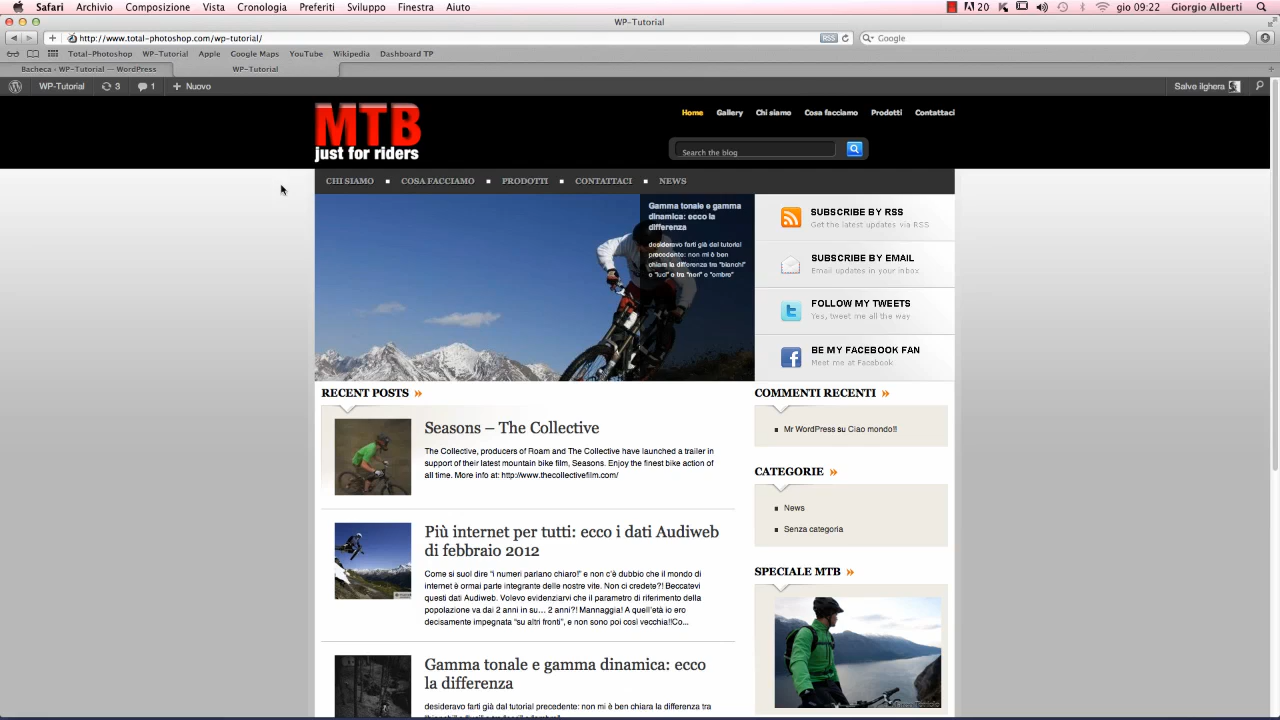 Safari Archivio Composizione Vista Cronologia Preferiti Sviluppo Finestra Aiuto 20 gio 09:22 Giorgio Alberti
WP-Tutorial
http://www.total-photoshop.com/wp-tutorial/ RSS Google
Total-Photoshop WP-Tutorial Apple Google Maps YouTube Wikipedia Dashboard TP
Bacheca ‹ WP-Tutorial — WordPress WP-Tutorial
WP-Tutorial 3 1 + Nuovo Salve ilghera
MTB
just for riders
Home Gallery Chi siamo Cosa facciamo Prodotti Contattaci
Search the blog
CHI SIAMO COSA FACCIAMO PRODOTTI CONTATTACI NEWS
Gamma tonale e gamma
dinamica: ecco la
differenza
desideravo farti già dal tutorial
precedente: non mi è ben
chiara la differenza tra "bianchi"
o "luci" o tra "neri" o "ombre"
SUBSCRIBE BY RSS
Get the latest updates via RSS
SUBSCRIBE BY EMAIL
Email updates in your inbox
FOLLOW MY TWEETS
Yes, tweet me all the way
BE MY FACEBOOK FAN
Meet me at Facebook
RECENT POSTS »
Seasons – The Collective
The Collective, producers of Roam and The Collective have launched a trailer in
support of their latest mountain bike film, Seasons. Enjoy the finest bike action of
all time. More info at: http://www.thecollectivefilm.com/
Più internet per tutti: ecco i dati Audiweb
di febbraio 2012
Come si suol dire "i numeri parlano chiaro!" e non c'è dubbio che il mondo di
internet è ormai parte integrante delle nostre vite. Non ci credete?! Beccatevi
questi dati Audiweb. Volevo evidenziarvi che il parametro di riferimento della
popolazione va dai 2 anni in su… 2 anni?! Mannaggia! A quell'età io ero
decisamente impegnata "su altri fronti", e non sono poi così vecchia!!Co...
Gamma tonale e gamma dinamica: ecco
la differenza
desideravo farti già dal tutorial precedente: non mi è ben chiara la differenza tra
COMMENTI RECENTI »
Mr WordPress su Ciao mondo!!
CATEGORIE »
News
Senza categoria
SPECIALE MTB »